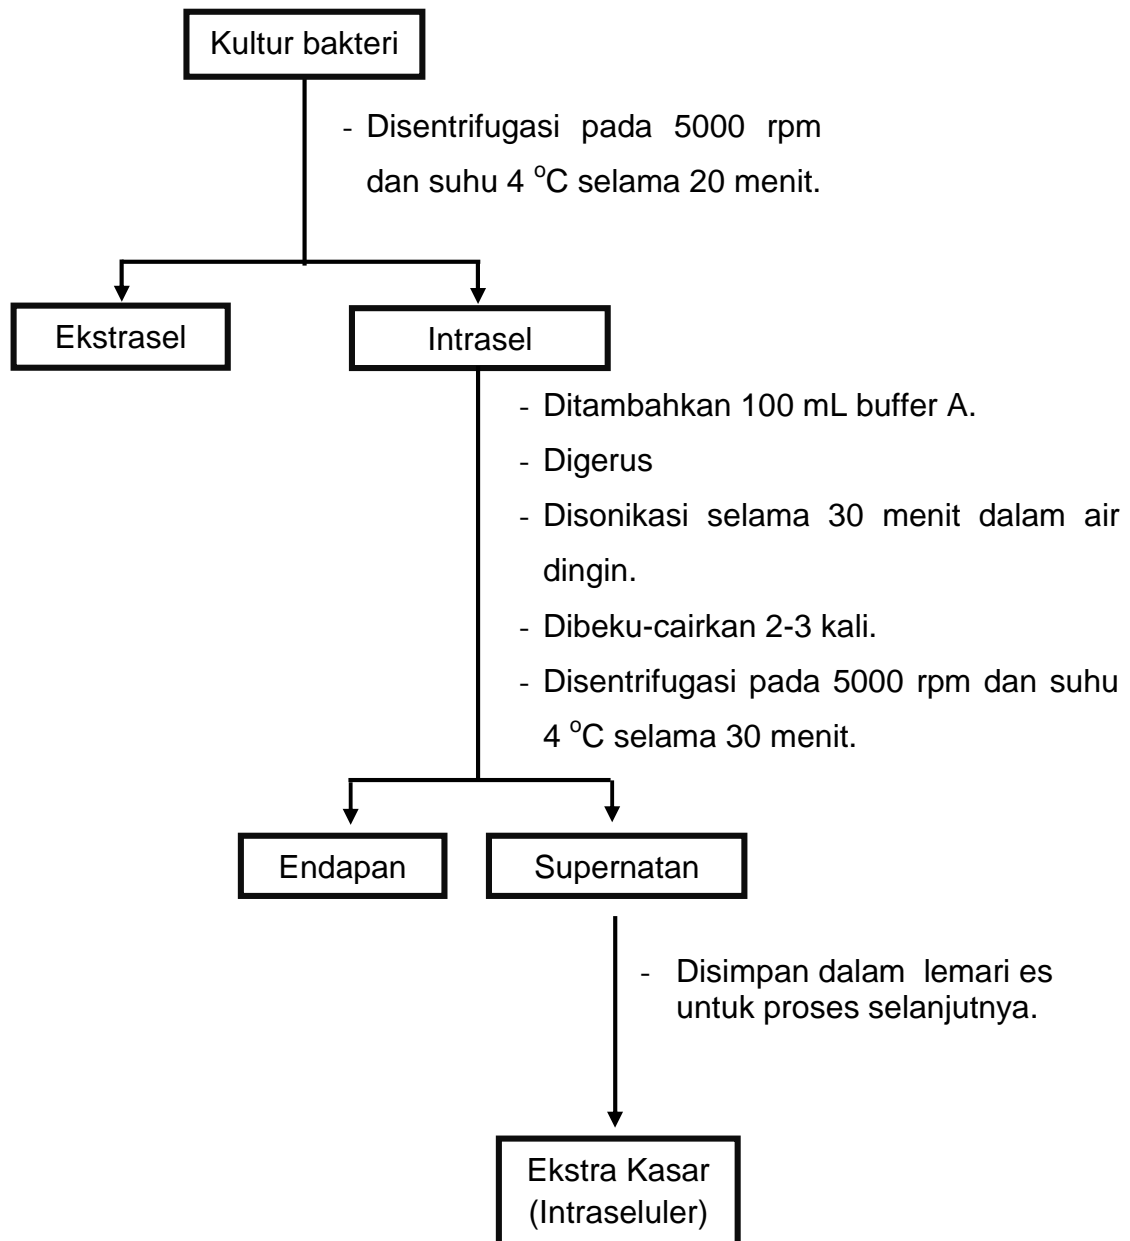 Kultur bakteri
- Disentrifugasi pada 5000 rpm
dan suhu 4 °C selama 20 menit.
Ekstrasel
Intrasel
- Ditambahkan 100 mL buffer A.
- Digerus
- Disonikasi selama 30 menit dalam air
dingin.
- Dibeku-cairkan 2-3 kali.
- Disentrifugasi pada 5000 rpm dan suhu
4 °C selama 30 menit.
Endapan
Supernatan
- Disimpan dalam lemari es
untuk proses selanjutnya.
Ekstra Kasar
(Intraseluler)